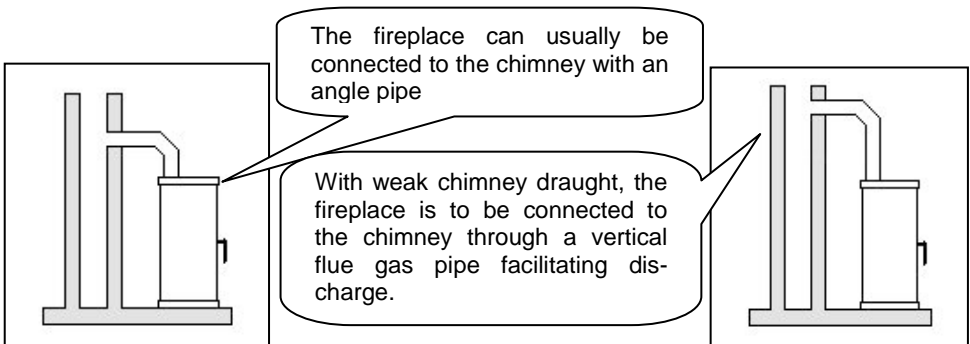 The fireplace can usually be
connected to the chimney with an
angle pipe
With weak chimney draught, the
fireplace is to be connected to
the chimney through a vertical
flue gas pipe facilitating dis-
charge.